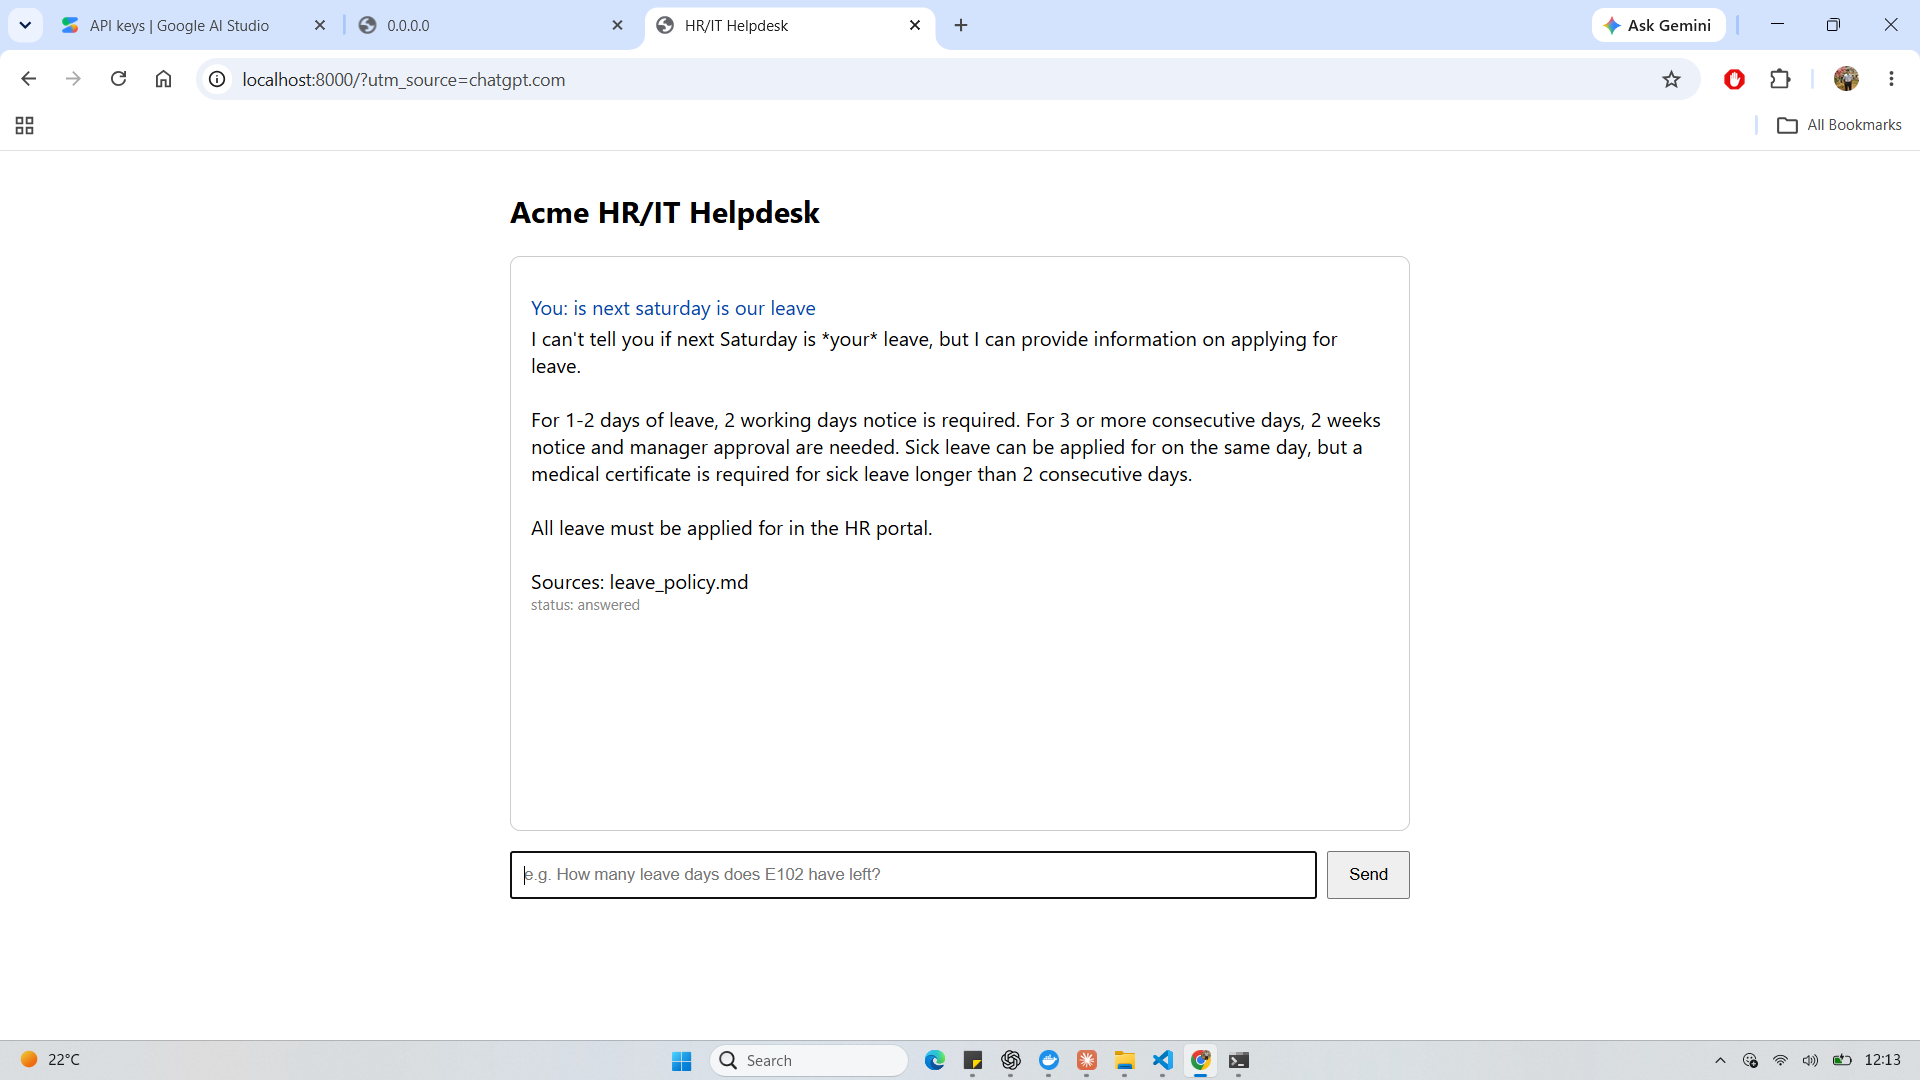 API keys | Google AI Studio
0.0.0.0
HR/IT Helpdesk
Ask Gemini
localhost:8000/?utm_source=chatgpt.com
All Bookmarks
Acme HR/IT Helpdesk
You: is next saturday is our leave
I can't tell you if next Saturday is *your* leave, but I can provide information on applying for
leave.
For 1-2 days of leave, 2 working days notice is required. For 3 or more consecutive days, 2 weeks
notice and manager approval are needed. Sick leave can be applied for on the same day, but a
medical certificate is required for sick leave longer than 2 consecutive days.
All leave must be applied for in the HR portal.
Sources: leave_policy.md
status: answered
e.g. How many leave days does E102 have left?
Send
22°C
Search
12:13